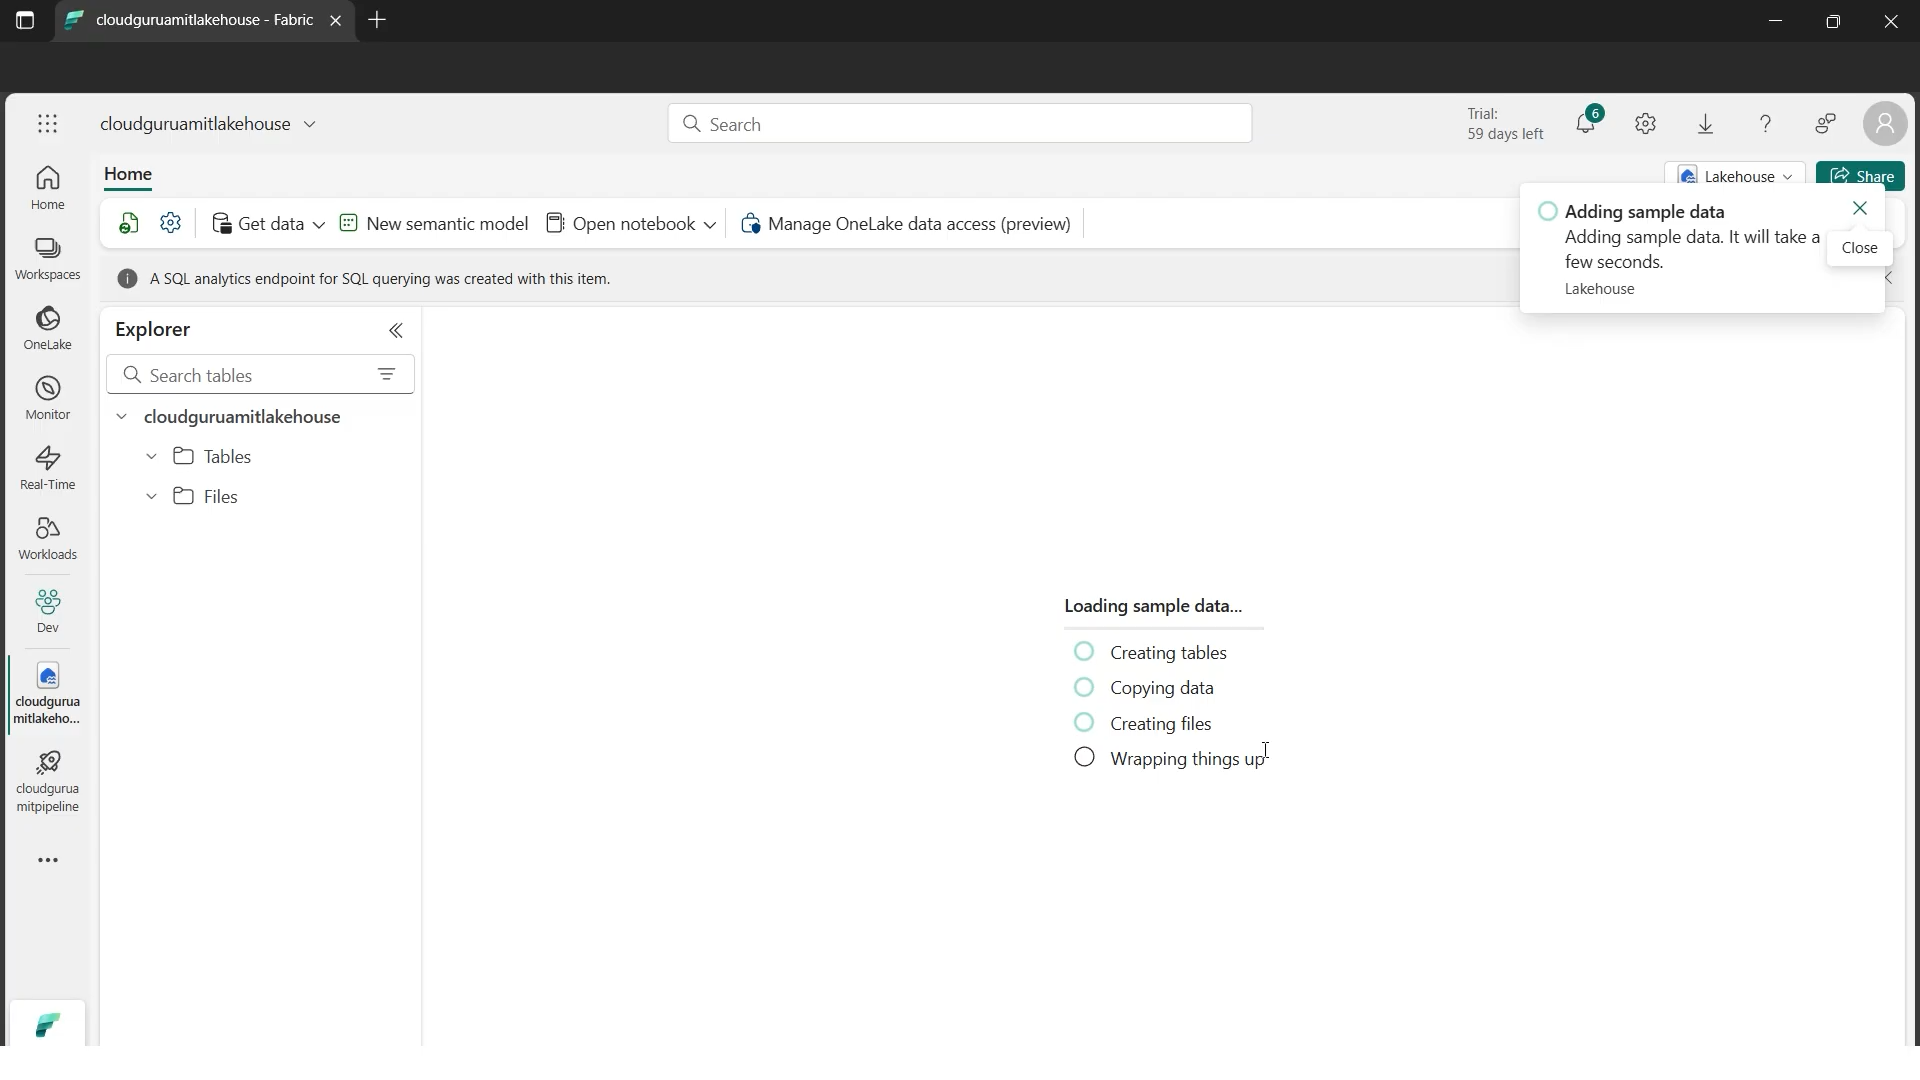 cloudguruamitlakehouse - Fabric
cloudguruamitlakehouse
Search
Trial:
59 days left
6
Home
Lakehouse
Share
Get data
New semantic model
Open notebook
Manage OneLake data access (preview)
Adding sample data
Adding sample data. It will take a
few seconds.
Lakehouse
Close
A SQL analytics endpoint for SQL querying was created with this item.
Home
Workspaces
OneLake
Monitor
Real-Time
Workloads
Dev
cloudgurua
mitlakeho...
cloudgurua
mitpipeline
Explorer
Search tables
cloudguruamitlakehouse
Tables
Files
Loading sample data...
Creating tables
Copying data
Creating files
Wrapping things up